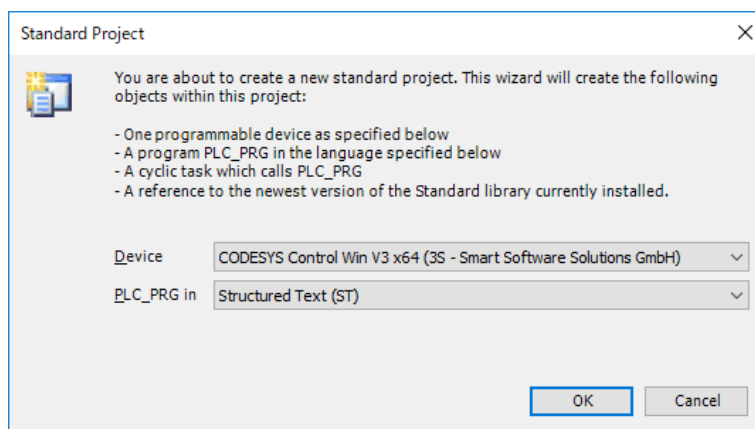 Standard Project
You are about to create a new standard project. This wizard will create the following
objects within this project:
- One programmable device as specified below
- A program PLC_PRG in the language specified below
- A cyclic task which calls PLC_PRG
- A reference to the newest version of the Standard library currently installed.
Device CODESYS Control Win V3 x64 (3S - Smart Software Solutions GmbH)
PLC_PRG in Structured Text (ST)
OK Cancel